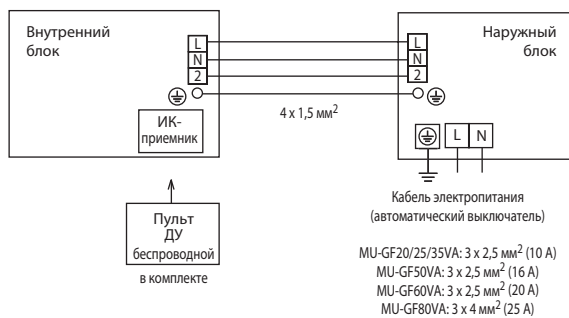 Внутренний
блок
L
N
2
ИК-
приемник
Пульт
ДУ
беспроводной
в комплекте
4 x 1,5 мм²
Наружный
блок
L
N
2
L N
Кабель электропитания
(автоматический выключатель)
MU-GF20/25/35VA: 3 x 2,5 мм² (10 А)
MU-GF50VA: 3 x 2,5 мм² (16 А)
MU-GF60VA: 3 x 2,5 мм² (20 А)
MU-GF80VA: 3 x 4 мм² (25 А)